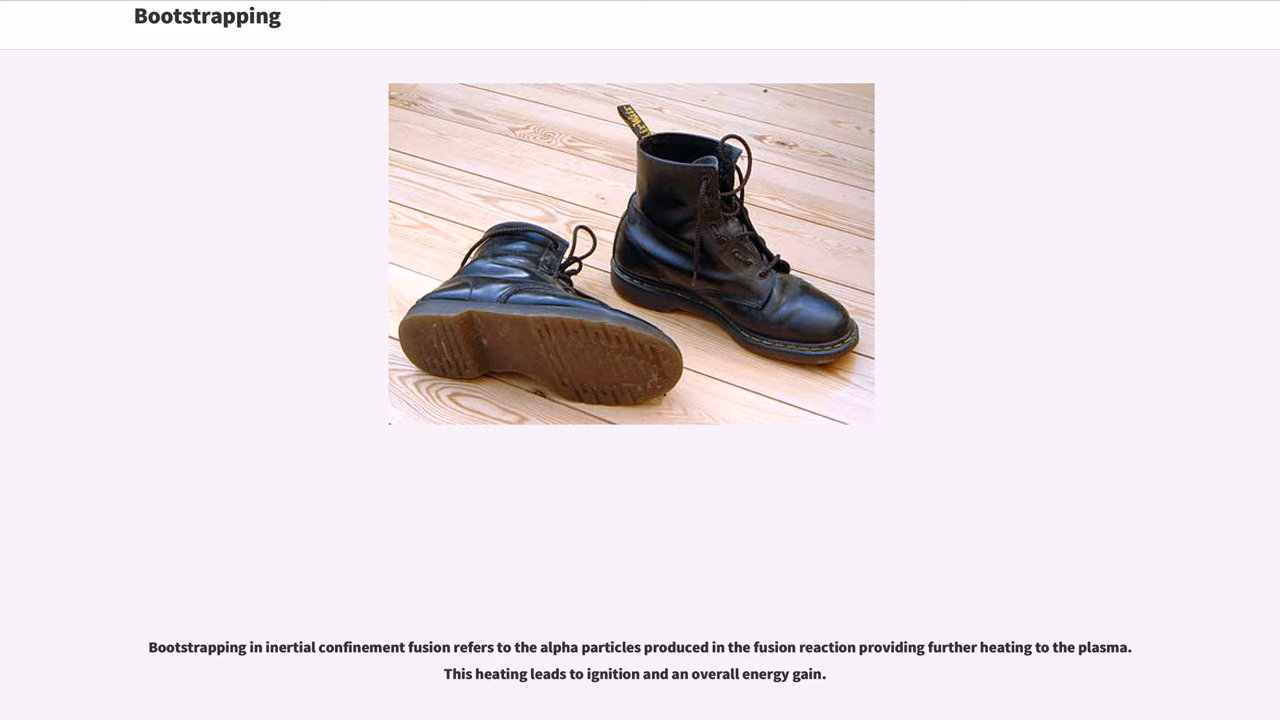 Bootstrapping
Bootstrapping in inertial confinement fusion refers to the alpha particles produced in the fusion reaction providing further heating to the plasma.
This heating leads to ignition and an overall energy gain.